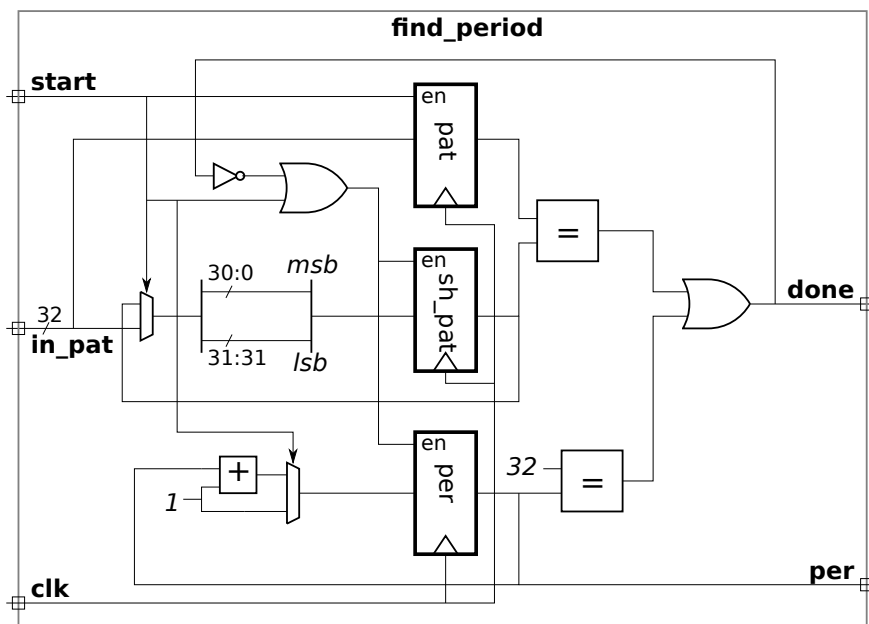 find_period
start
en
pat
30:0
msb
=
en
sh_pat
32
in_pat
31:31
lsb
done
en
per
+
1
32
=
per
clk